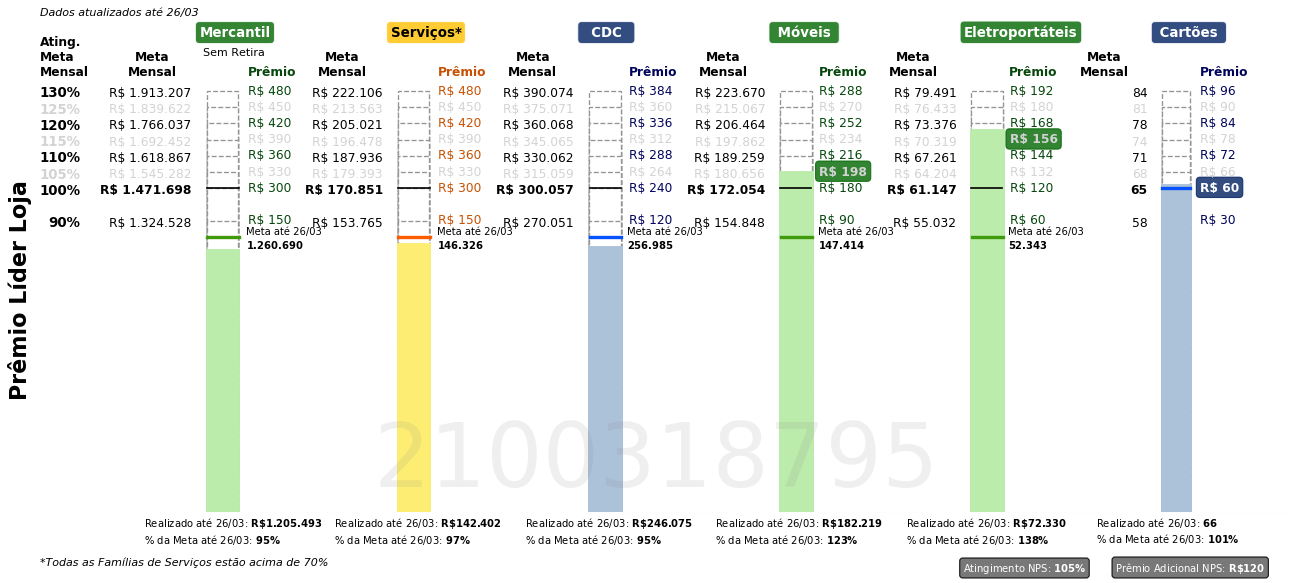 Dados atualizados até 26/03
Mercantil Serviços* CDC Móveis Eletroportáteis Cartões
Sem Retira
Ating. Meta Mensal Meta Mensal Prêmio Meta Mensal Prêmio Meta Mensal Prêmio Meta Mensal Prêmio Meta Mensal Prêmio Meta Mensal Prêmio
130% R$ 1.913.207 R$ 480 R$ 222.106 R$ 480 R$ 390.074 R$ 384 R$ 223.670 R$ 288 R$ 79.491 R$ 192 84 R$ 96
125% R$ 1.839.622 R$ 450 R$ 213.563 R$ 450 R$ 375.071 R$ 360 R$ 215.067 R$ 270 R$ 76.433 R$ 180 81 R$ 90
120% R$ 1.766.037 R$ 420 R$ 205.021 R$ 420 R$ 360.068 R$ 336 R$ 206.464 R$ 252 R$ 73.376 R$ 168 78 R$ 84
115% R$ 1.692.452 R$ 390 R$ 196.478 R$ 390 R$ 345.065 R$ 312 R$ 197.862 R$ 234 R$ 70.319 R$ 156 74 R$ 78
110% R$ 1.618.867 R$ 360 R$ 187.936 R$ 360 R$ 330.062 R$ 288 R$ 189.259 R$ 216 R$ 67.261 R$ 144 71 R$ 72
105% R$ 1.545.282 R$ 330 R$ 179.393 R$ 330 R$ 315.059 R$ 264 R$ 180.656 R$ 198 R$ 64.204 R$ 132 68 R$ 66
100% R$ 1.471.698 R$ 300 R$ 170.851 R$ 300 R$ 300.057 R$ 240 R$ 172.054 R$ 180 R$ 61.147 R$ 120 65 R$ 60
90% R$ 1.324.528 R$ 150 R$ 153.765 R$ 150 R$ 270.051 R$ 120 R$ 154.848 R$ 90 R$ 55.032 R$ 60 58 R$ 30
Meta até 26/03 Meta até 26/03 Meta até 26/03 Meta até 26/03 Meta até 26/03
1.260.690 146.326 256.985 147.414 52.343
Prêmio Líder Loja
2100318795
Realizado até 26/03: R$1.205.493 Realizado até 26/03: R$142.402 Realizado até 26/03: R$246.075 Realizado até 26/03: R$182.219 Realizado até 26/03: R$72.330 Realizado até 26/03: 66
% da Meta até 26/03: 95% % da Meta até 26/03: 97% % da Meta até 26/03: 95% % da Meta até 26/03: 123% % da Meta até 26/03: 138% % da Meta até 26/03: 101%
*Todas as Famílias de Serviços estão acima de 70% Atingimento NPS: 105% Prêmio Adicional NPS: R$120